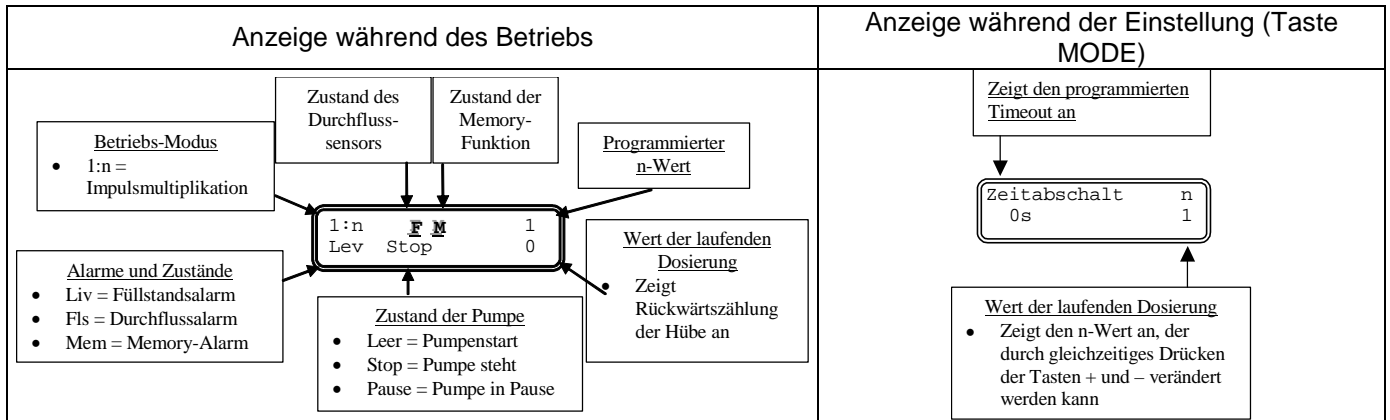 Anzeige während des Betriebs
Anzeige während der Einstellung (Taste
MODE)
Zustand des
Durchfluss-
sensors
Zustand der
Memory-
Funktion
Betriebs-Modus
• 1:n =
Impulsmultiplikation
Programmierter
n-Wert
1:n F M 1
Lev Stop 0
Alarme und Zustände
• Liv = Füllstandsalarm
• Fls = Durchflussalarm
• Mem = Memory-Alarm
Zustand der Pumpe
• Leer = Pumpenstart
• Stop = Pumpe steht
• Pause = Pumpe in Pause
Wert der laufenden
Dosierung
• Zeigt
Rückwärtszählung
der Hübe an
Zeigt den programmierten
Timeout an
Zeitabschalt n
0s 1
Wert der laufenden Dosierung
• Zeigt den n-Wert an, der
durch gleichzeitiges Drücken
der Tasten + und – verändert
werden kann